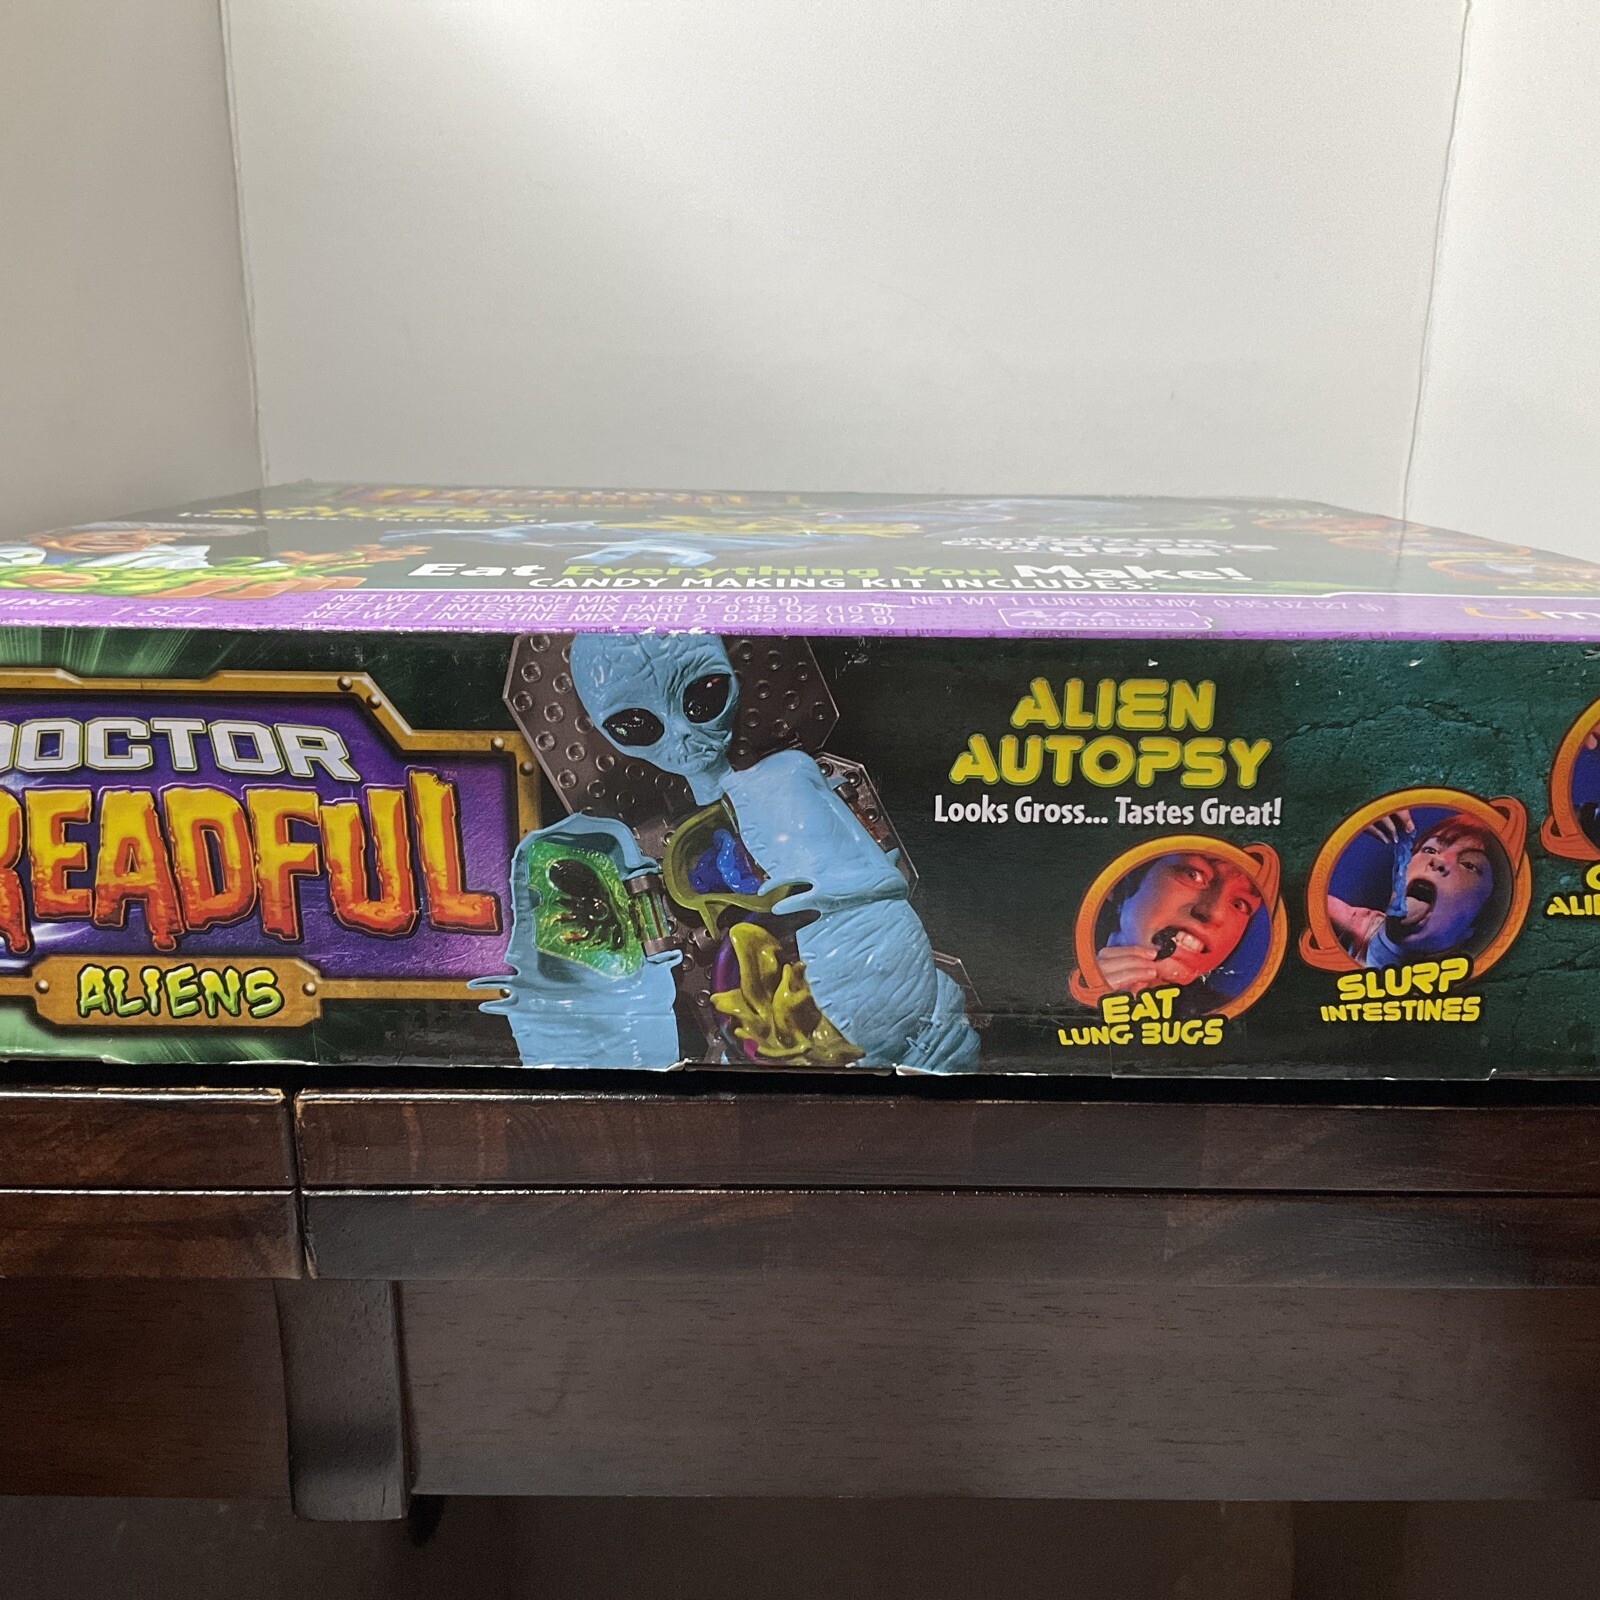 Eat Everything You Make!
CANDY MAKING KIT INCLUDES:
1 SET
NET WT 1 STOMACH MIX 1.69 OZ (48 g)
NET WT 1 INTESTINE MIX PART 1 0.35 OZ (10 g)
NET WT 1 INTESTINE MIX PART 2 0.42 OZ (12 g)
NET WT 1 LUNG BUG MIX 0.95 OZ (27 g)
DOCTOR
READFUL
ALIENS
ALIEN
AUTOPSY
Looks Gross... Tastes Great!
EAT
LUNG BUGS
SLURP
INTESTINES